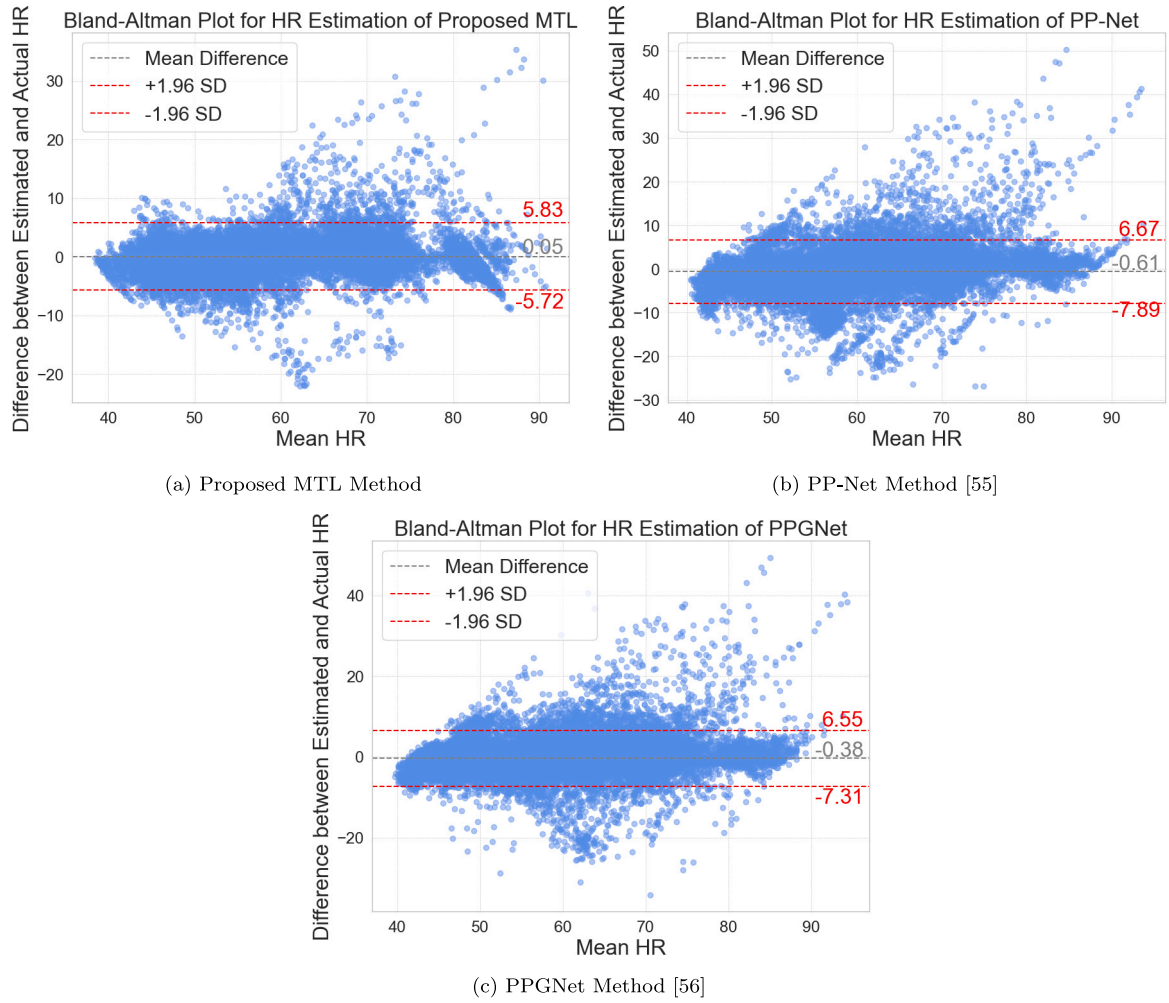 Bland-Altman Plot for HR Estimation of Proposed MTL
Difference between Estimated and Actual HR
Mean Difference
+1.96 SD
-1.96 SD
30
20
10
0
−10
−20
5.83
0.05
-5.72
40 50 60 70 80 90
Mean HR
(a) Proposed MTL Method
Bland-Altman Plot for HR Estimation of PP-Net
Difference between Estimated and Actual HR
Mean Difference
+1.96 SD
-1.96 SD
50
40
30
20
10
0
−10
−20
−30
6.67
-0.61
-7.89
40 50 60 70 80 90
Mean HR
(b) PP-Net Method [55]
Bland-Altman Plot for HR Estimation of PPGNet
Difference between Estimated and Actual HR
Mean Difference
+1.96 SD
-1.96 SD
40
20
0
−20
6.55
-0.38
-7.31
40 50 60 70 80 90
Mean HR
(c) PPGNet Method [56]